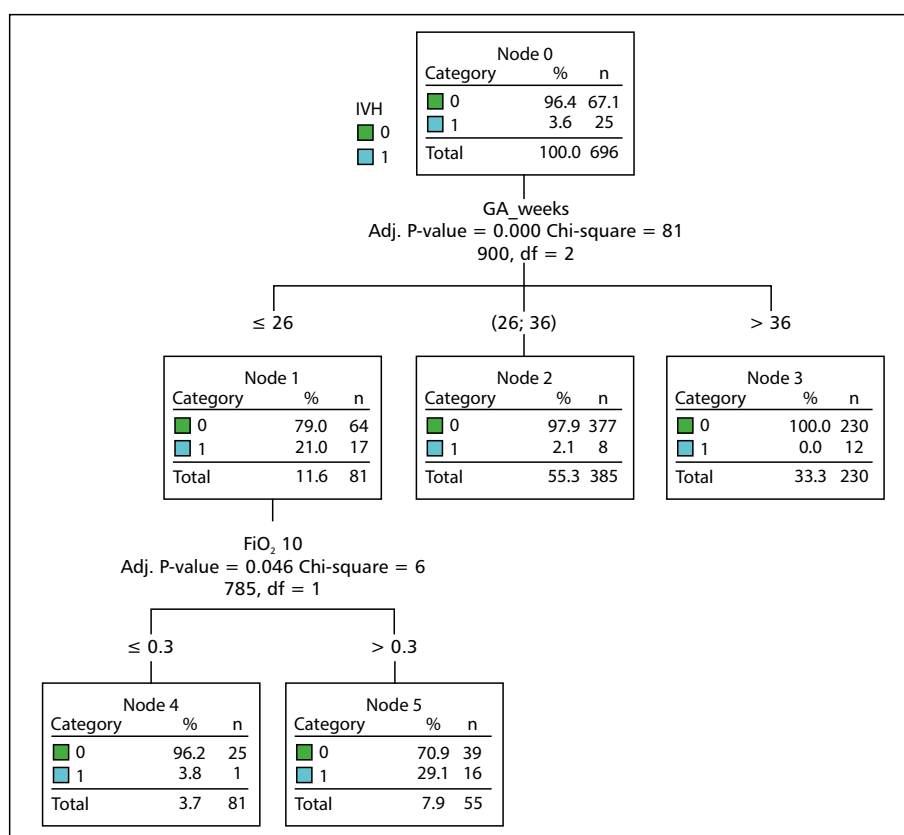 Node 0
Category % n
0 96.4 67.1
1 3.6 25
Total 100.0 696
IVH
0
1
GA_weeks
Adj. P-value = 0.000 Chi-square = 81
900, df = 2
≤ 26
(26; 36)
> 36
Node 1
Category % n
0 79.0 64
1 21.0 17
Total 11.6 81
Node 2
Category % n
0 97.9 377
1 2.1 8
Total 55.3 385
Node 3
Category % n
0 100.0 230
1 0.0 12
Total 33.3 230
FiO₂ 10
Adj. P-value = 0.046 Chi-square = 6
785, df = 1
≤ 0.3
> 0.3
Node 4
Category % n
0 96.2 25
1 3.8 1
Total 3.7 81
Node 5
Category % n
0 70.9 39
1 29.1 16
Total 7.9 55